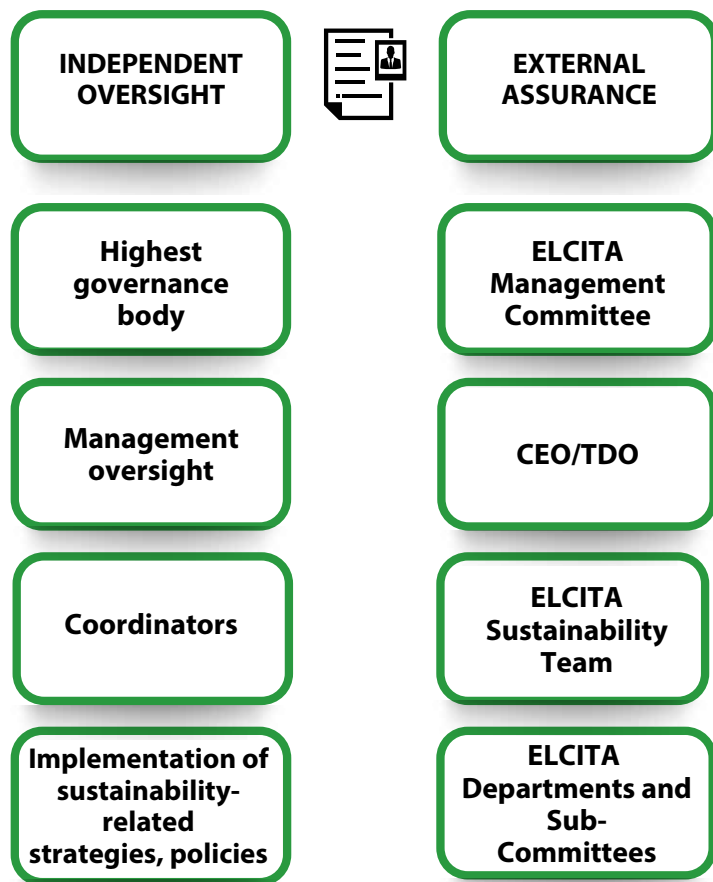 INDEPENDENT
OVERSIGHT
EXTERNAL
ASSURANCE
Highest
governance
body
ELCITA
Management
Committee
Management
oversight
CEO/TDO
Coordinators
ELCITA
Sustainability
Team
Implementation of
sustainability-
related
strategies, policies
ELCITA
Departments and
Sub-
Committees